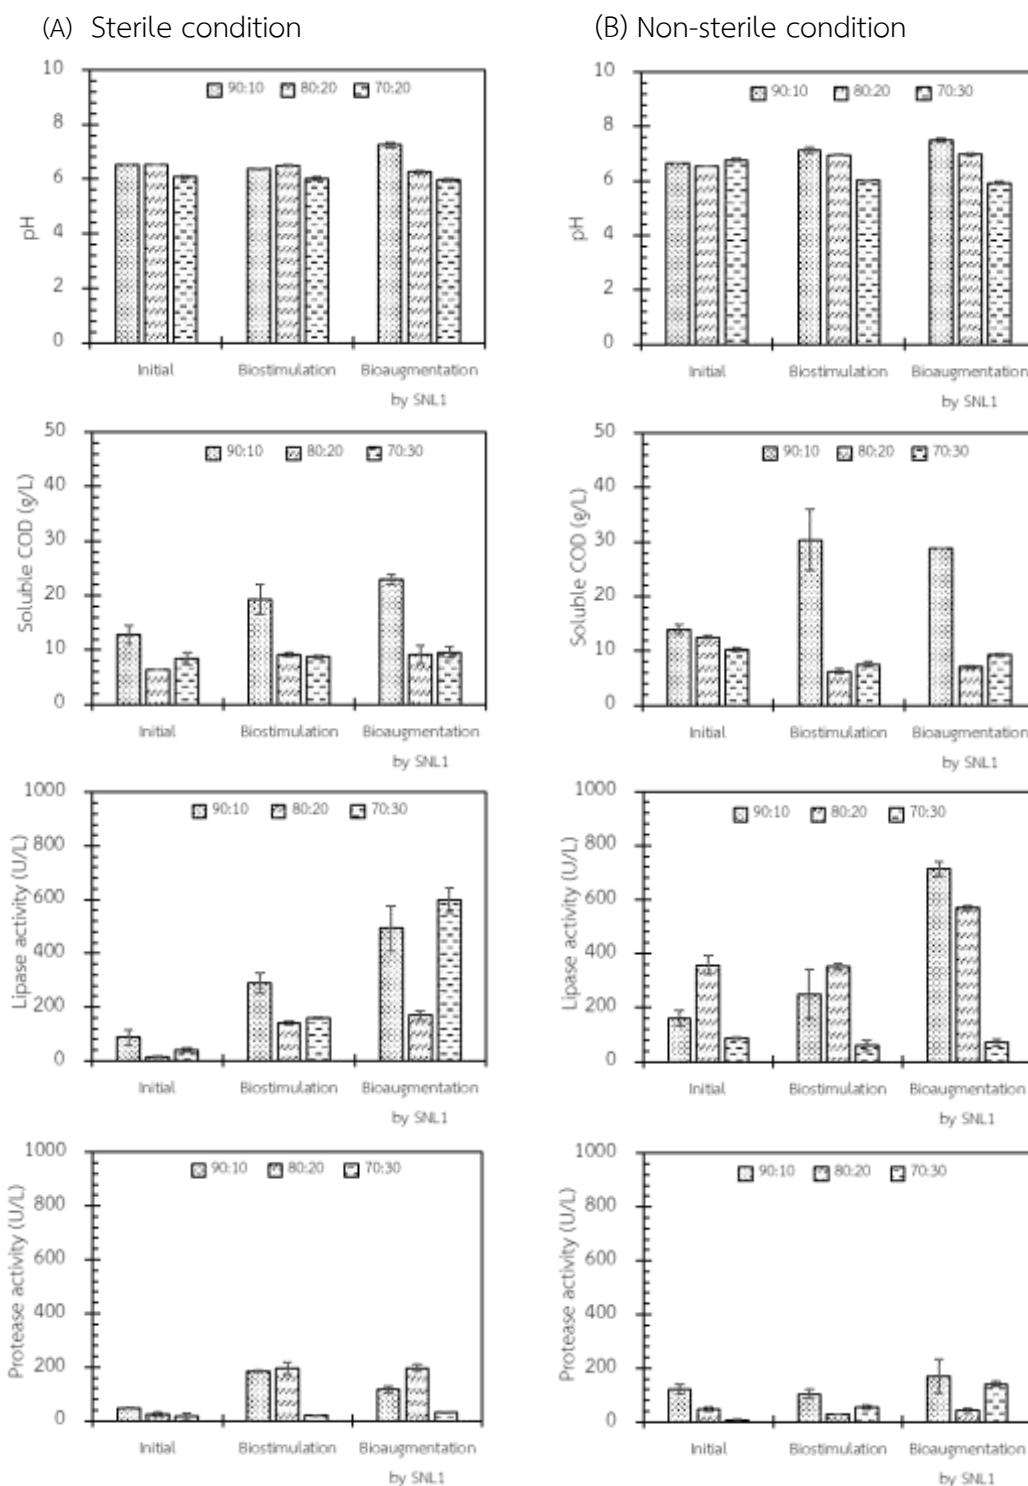 (A) Sterile condition
(B) Non-sterile condition
10
8
6
4
2
0
pH
90:10 80:20 70:20
Initial Biostimulation Bioaugmentation
by SNL1
10
8
6
4
2
0
pH
90:10 80:20 70:30
Initial Biostimulation Bioaugmentation
by SNL1
50
40
30
20
10
0
Soluble COD (g/L)
90:10 80:20 70:30
Initial Biostimulation Bioaugmentation
by SNL1
50
40
30
20
10
0
Soluble COD (g/L)
90:10 80:20 70:30
Initial Biostimulation Bioaugmentation
by SNL1
1000
800
600
400
200
0
Lipase activity (U/L)
90:10 80:20 70:30
Initial Biostimulation Bioaugmentation
by SNL1
1000
800
600
400
200
0
Lipase activity (U/L)
90:10 80:20 70:30
Initial Biostimulation Bioaugmentation
by SNL1
1000
800
600
400
200
0
Protease activity (U/L)
90:10 80:20 70:30
Initial Biostimulation Bioaugmentation
by SNL1
1000
800
600
400
200
0
Protease activity (U/L)
90:10 80:20 70:30
Initial Biostimulation Bioaugmentation
by SNL1